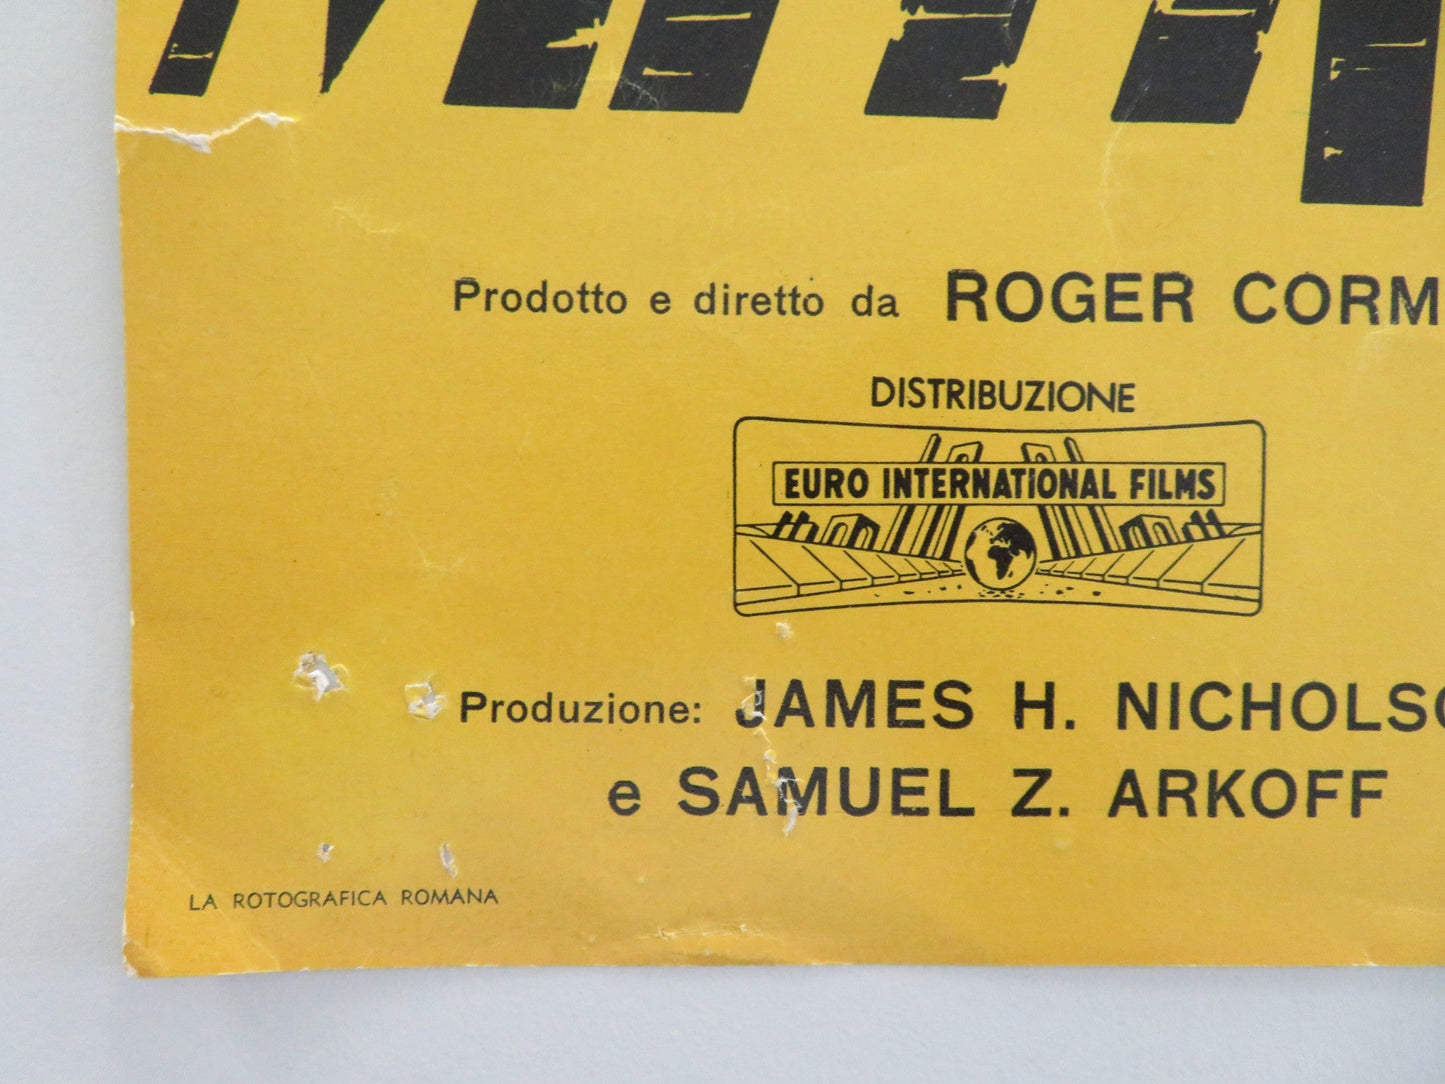 Prodotto e diretto da ROGER CORM
DISTRIBUZIONE
EURO INTERNATIONAL FILMS
Produzione: JAMES H. NICHOLSO
e SAMUEL Z. ARKOFF
LA ROTOGRAFICA ROMANA